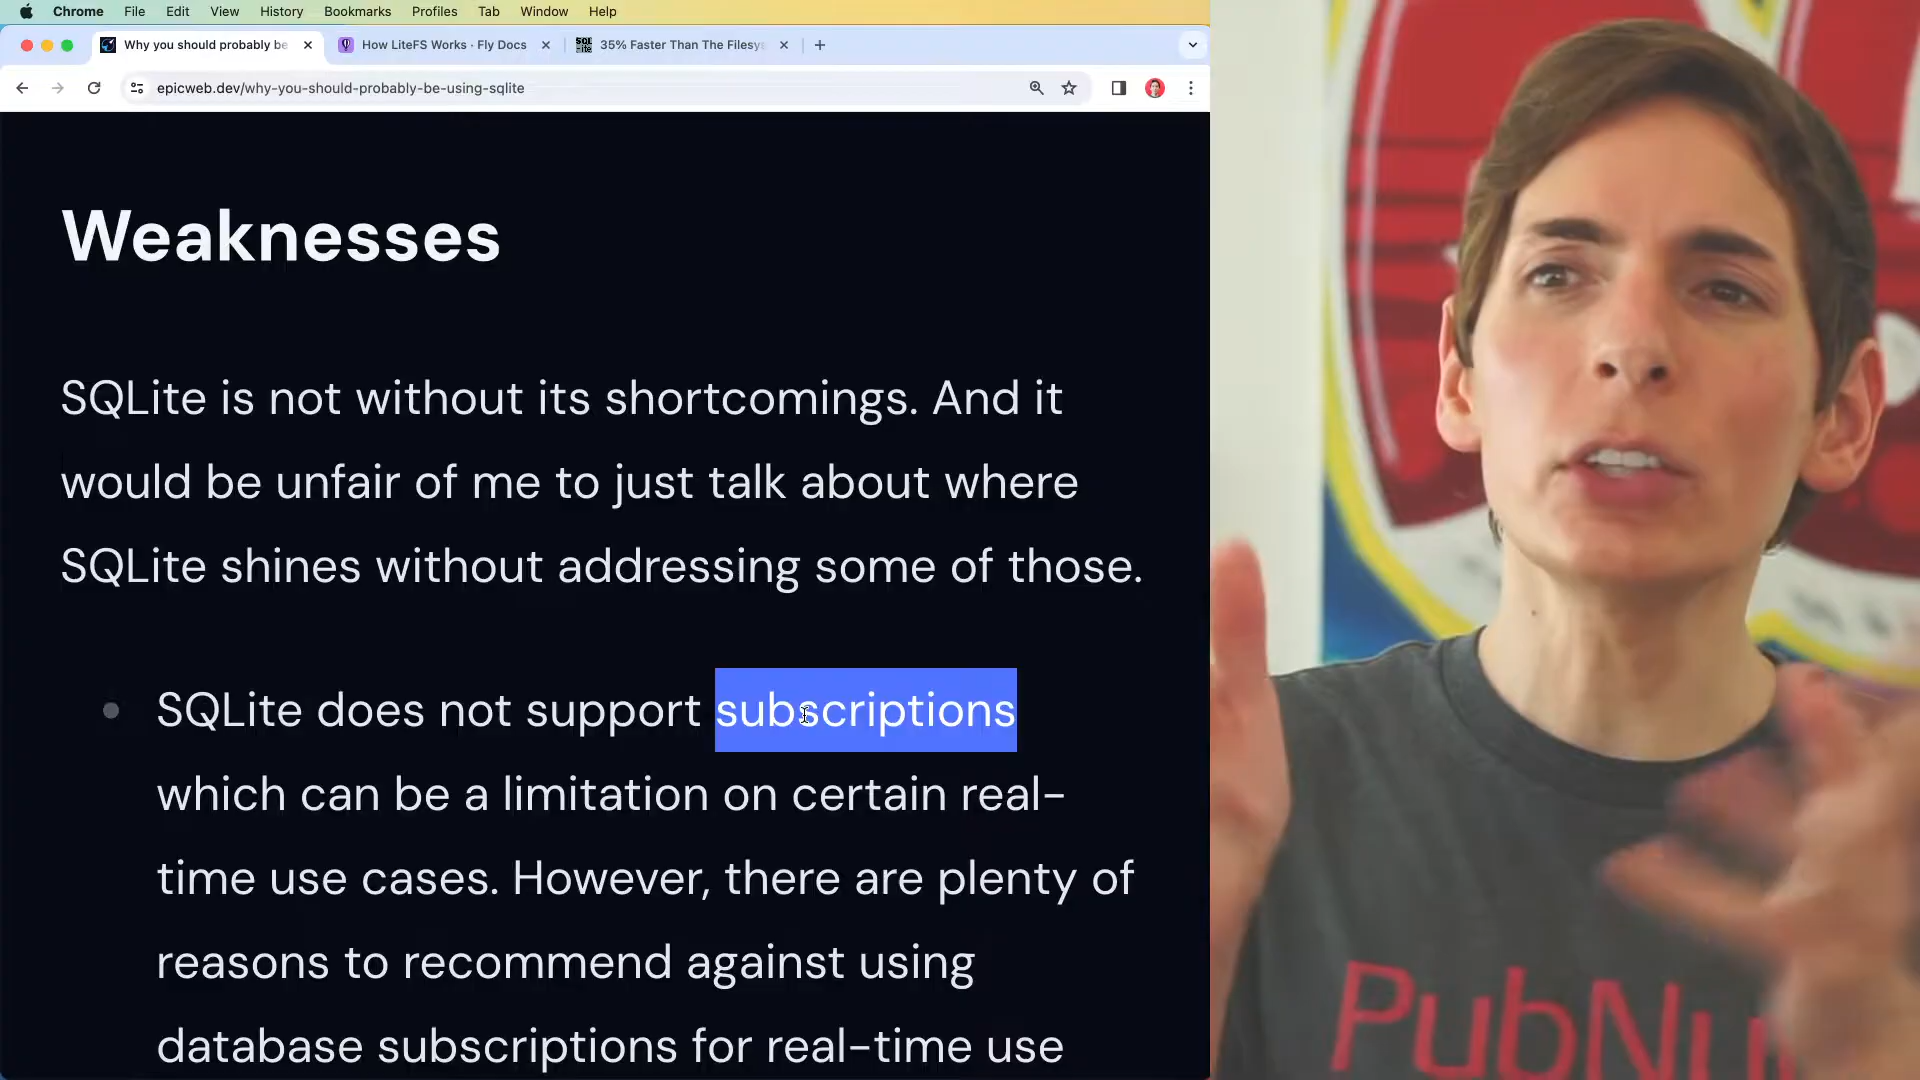 Chrome File Edit View History Bookmarks Profiles Tab Window Help
Why you should probably be
How LiteFS Works · Fly Docs
35% Faster Than The Filesy
epicweb.dev/why-you-should-probably-be-using-sqlite
Weaknesses
SQLite is not without its shortcomings. And it
would be unfair of me to just talk about where
SQLite shines without addressing some of those.
SQLite does not support subscriptions
which can be a limitation on certain real-
time use cases. However, there are plenty of
reasons to recommend against using
database subscriptions for real-time use
PubNu